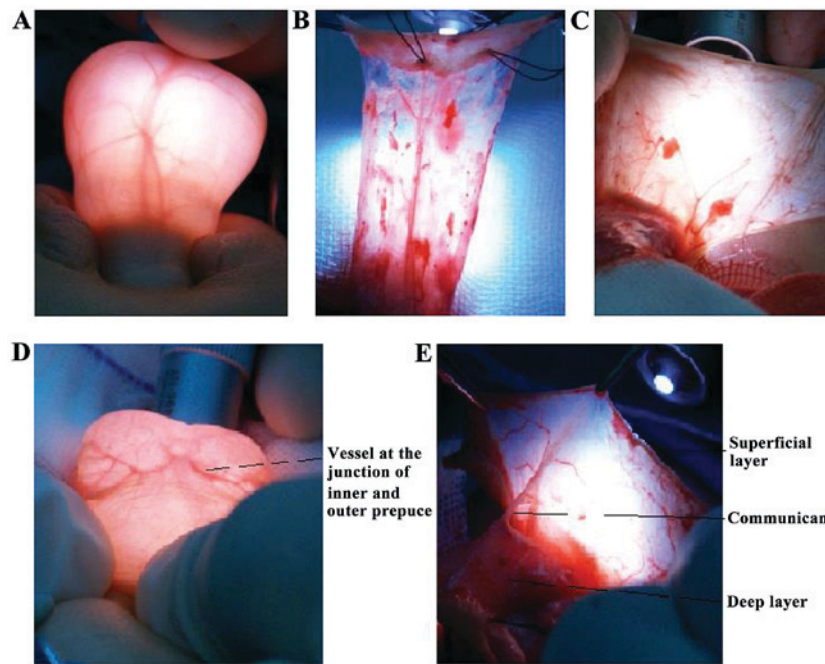 A
B
C
D
E
Vessel at the
junction of
inner and
outer prepuce
Superficial
layer
Communican
Deep layer